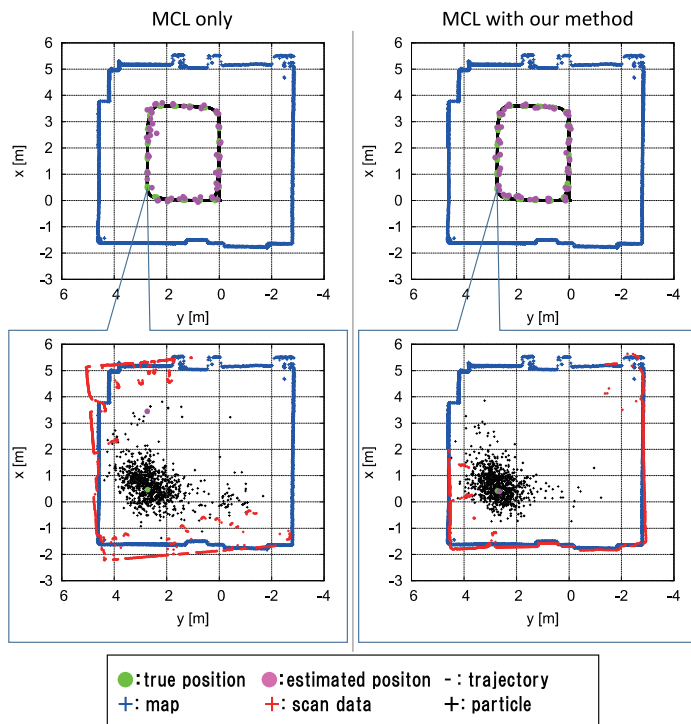 MCL only
MCL with our method
6
5
4
3
2
1
0
-1
-2
-3
x [m]
6 4 2 0 -2 -4
y [m]
6
5
4
3
2
1
0
-1
-2
-3
x [m]
6 4 2 0 -2 -4
y [m]
6
5
4
3
2
1
0
-1
-2
-3
x [m]
6 4 2 0 -2 -4
y [m]
6
5
4
3
2
1
0
-1
-2
-3
x [m]
6 4 2 0 -2 -4
y [m]
:true position :estimated positon - : trajectory
+: map +: scan data +: particle